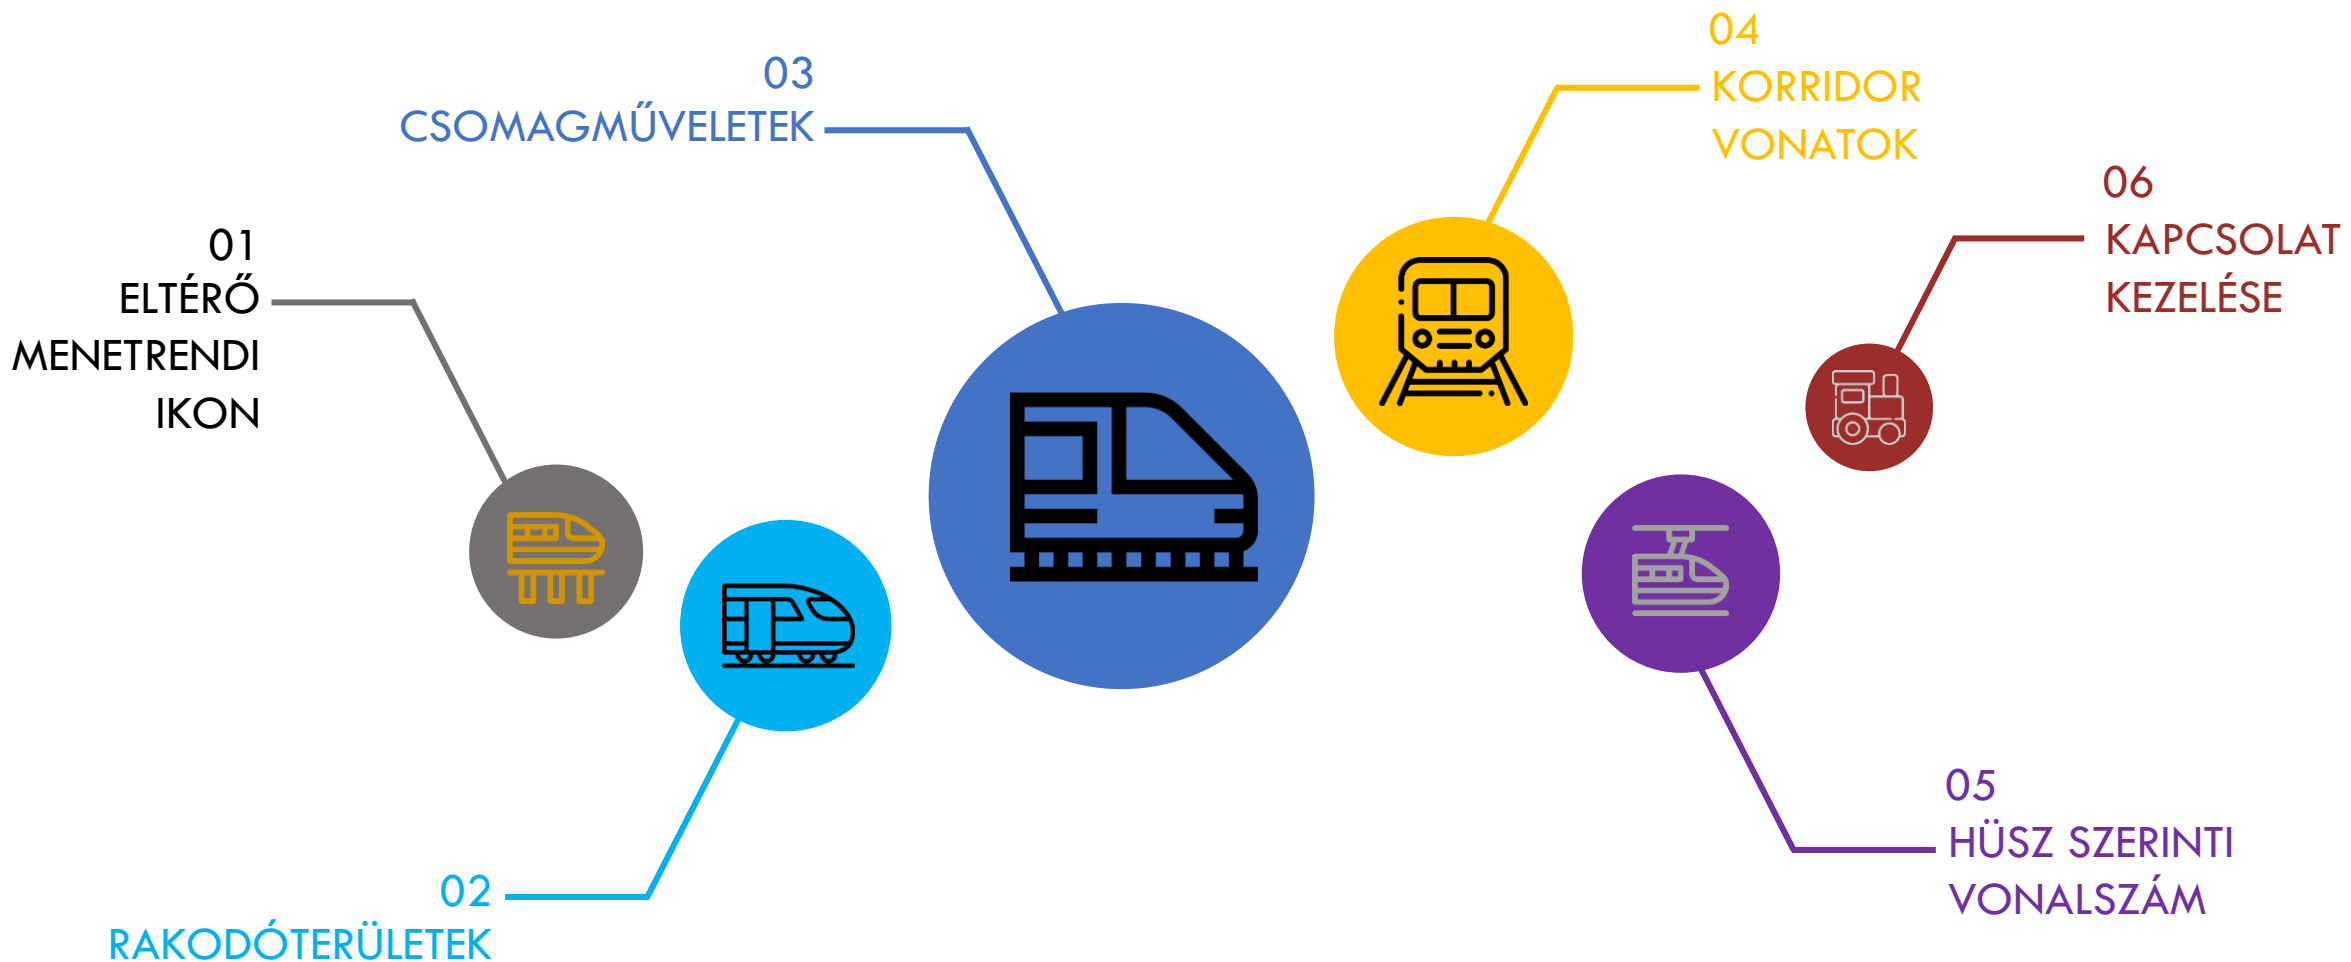 01
ELTÉRŐ
MENETRENDI
IKON
02
RAKODÓTERÜLETEK
03
CSOMAGMŰVELETEK
04
KORRIDOR
VONATOK
05
HÜSZ SZERINTI
VONALSZÁM
06
KAPCSOLAT
KEZELÉSE